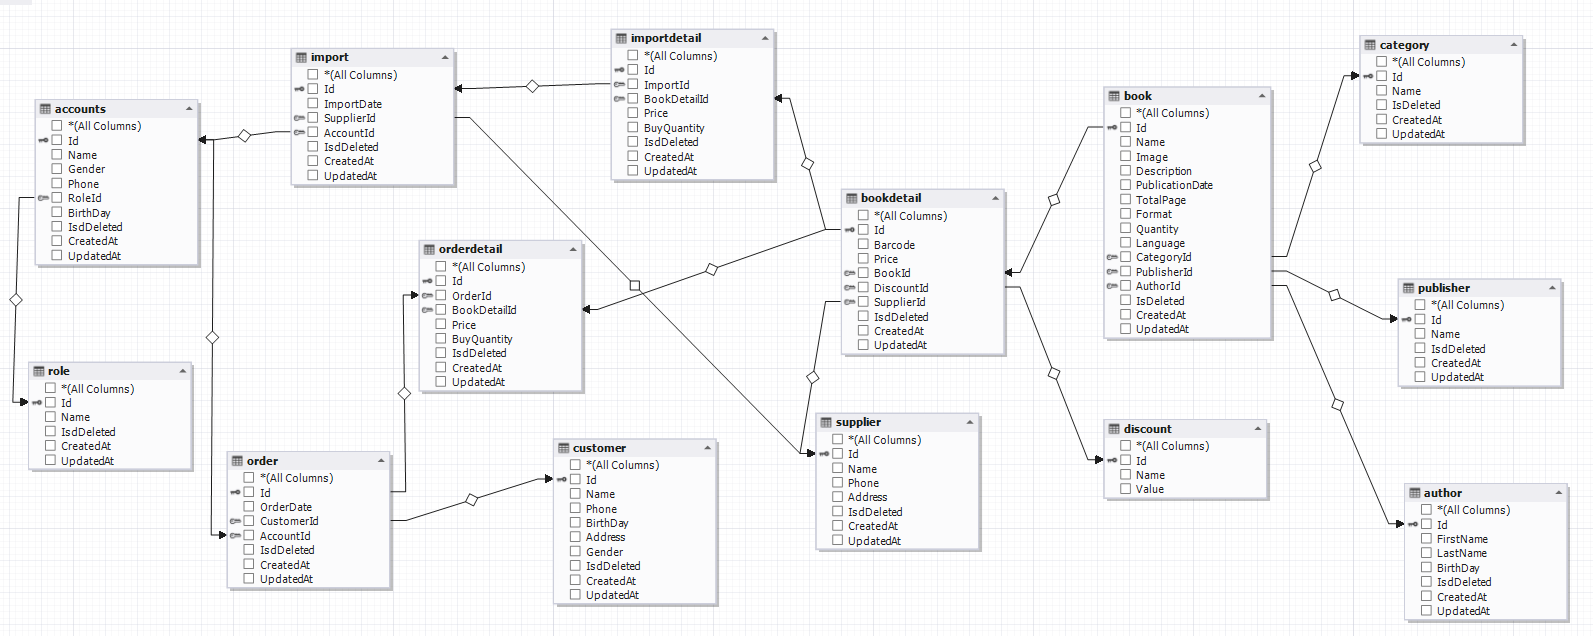 accounts
*(All Columns)
Id
Name
Gender
Phone
RoleId
BirthDay
IsdDeleted
CreatedAt
UpdatedAt
role
*(All Columns)
Id
Name
IsdDeleted
CreatedAt
UpdatedAt
import
*(All Columns)
Id
ImportDate
SupplierId
AccountId
IsdDeleted
CreatedAt
UpdatedAt
order
*(All Columns)
Id
OrderDate
CustomerId
AccountId
IsdDeleted
CreatedAt
UpdatedAt
orderdetail
*(All Columns)
Id
OrderId
BookDetailId
Price
BuyQuantity
IsdDeleted
CreatedAt
UpdatedAt
importdetail
*(All Columns)
Id
ImportId
BookDetailId
Price
BuyQuantity
IsdDeleted
CreatedAt
UpdatedAt
customer
*(All Columns)
Id
Name
Phone
BirthDay
Address
Gender
IsdDeleted
CreatedAt
UpdatedAt
bookdetail
*(All Columns)
Id
Barcode
Price
BookId
DiscountId
SupplierId
IsdDeleted
CreatedAt
UpdatedAt
supplier
*(All Columns)
Id
Name
Phone
Address
IsdDeleted
CreatedAt
UpdatedAt
book
*(All Columns)
Id
Name
Image
Description
PublicationDate
TotalPage
Format
Quantity
Language
CategoryId
PublisherId
AuthorId
IsDeleted
CreatedAt
UpdatedAt
discount
*(All Columns)
Id
Name
Value
category
*(All Columns)
Id
Name
IsDeleted
CreatedAt
UpdatedAt
publisher
*(All Columns)
Id
Name
IsdDeleted
CreatedAt
UpdatedAt
author
*(All Columns)
Id
FirstName
LastName
BirthDay
IsdDeleted
CreatedAt
UpdatedAt